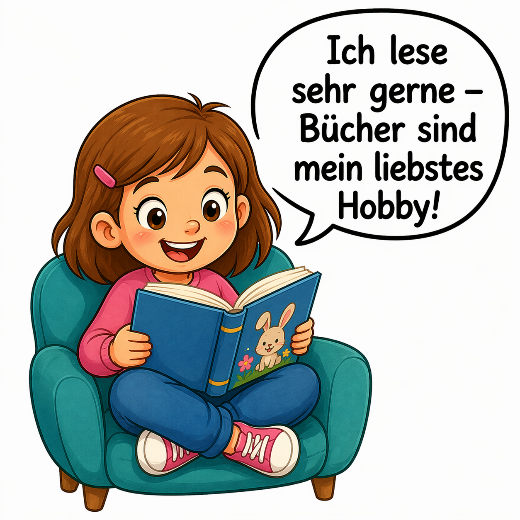 Ich lese
sehr gerne –
Bücher sind
mein liebstes
Hobby!